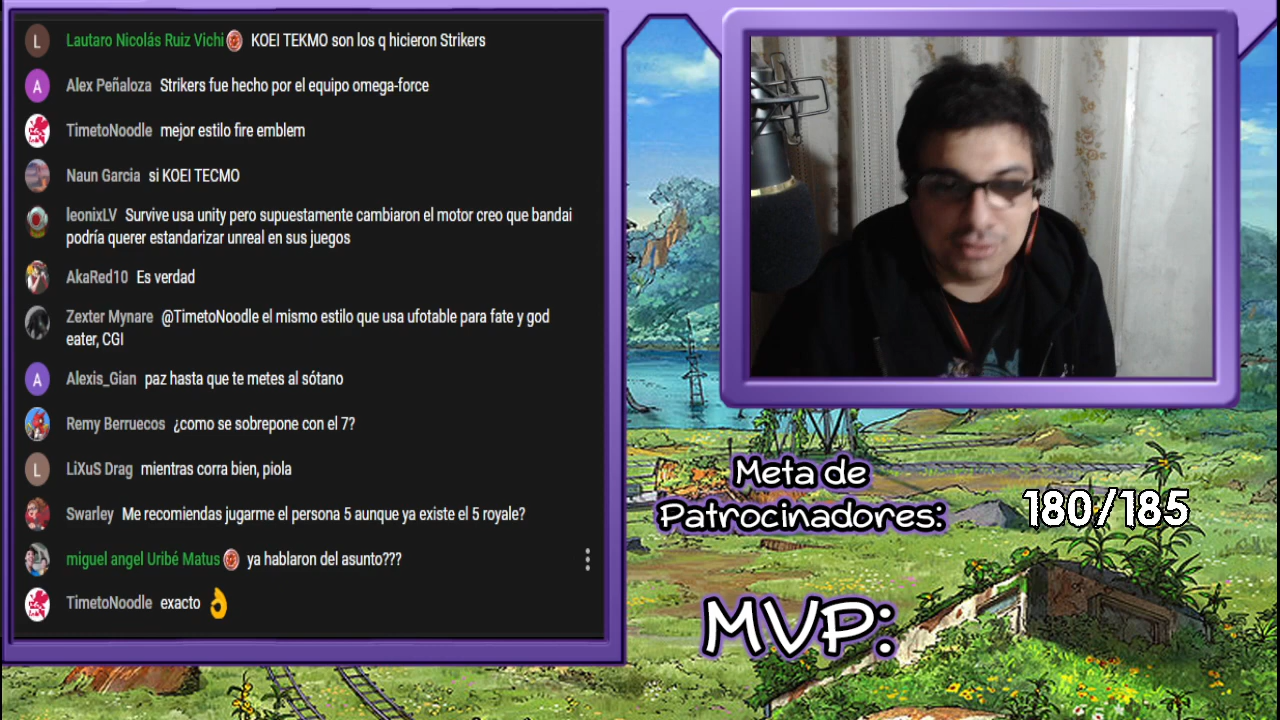 L Lautaro Nicolás Ruiz Vichi KOEI TEKMO son los q hicieron Strikers
A Alex Peñaloza Strikers fue hecho por el equipo omega-force
TimetoNoodle mejor estilo fire emblem
Naun Garcia si KOEI TECMO
leonixLV Survive usa unity pero supuestamente cambiaron el motor creo que bandai
podría querer estandarizar unreal en sus juegos
AkaRed10 Es verdad
Zexter Mynare @TimetoNoodle el mismo estilo que usa ufotable para fate y god
eater, CGI
A Alexis_Gian paz hasta que te metes al sótano
Remy Berruecos ¿como se sobrepone con el 7?
L LiXuS Drag mientras corra bien, piola
Swarley Me recomiendas jugarme el persona 5 aunque ya existe el 5 royale?
miguel angel Uribé Matus ya hablaron del asunto???
TimetoNoodle exacto 👌
Meta de
Patrocinadores:
180/185
MVP: